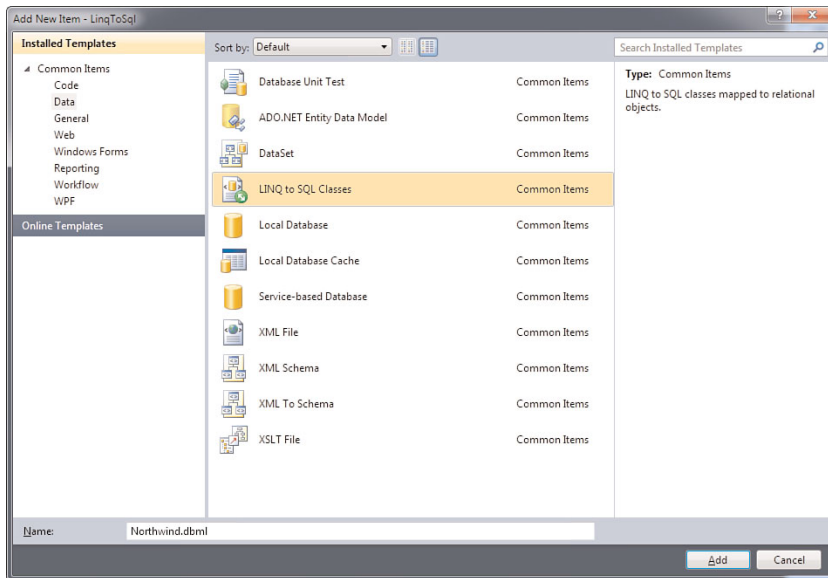 Add New Item - LinqToSql
Installed Templates
Common Items
Code
Data
General
Web
Windows Forms
Reporting
Workflow
WPF
Online Templates
Sort by: Default
Database Unit Test Common Items
ADO.NET Entity Data Model Common Items
DataSet Common Items
LINQ to SQL Classes Common Items
Local Database Common Items
Local Database Cache Common Items
Service-based Database Common Items
XML File Common Items
XML Schema Common Items
XML To Schema Common Items
XSLT File Common Items
Search Installed Templates
Type: Common Items
LINQ to SQL classes mapped to relational
objects.
Name: Northwind.dbml
Add Cancel